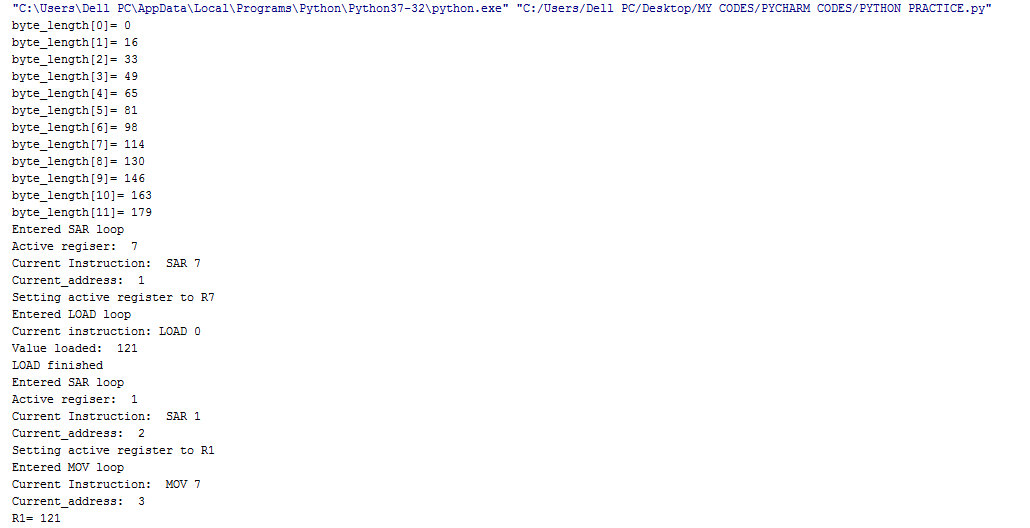 "C:\Users\Dell PC\AppData\Local\Programs\Python\Python37-32\python.exe" "C:/Users/Dell PC/Desktop/MY CODES/PYCHARM CODES/PYTHON PRACTICE.py"
byte_length[0]= 0
byte_length[1]= 16
byte_length[2]= 33
byte_length[3]= 49
byte_length[4]= 65
byte_length[5]= 81
byte_length[6]= 98
byte_length[7]= 114
byte_length[8]= 130
byte_length[9]= 146
byte_length[10]= 163
byte_length[11]= 179
Entered SAR loop
Active regiser:  7
Current Instruction:  SAR 7
Current_address:  1
Setting active register to R7
Entered LOAD loop
Current instruction: LOAD 0
Value loaded:  121
LOAD finished
Entered SAR loop
Active regiser:  1
Current Instruction:  SAR 1
Current_address:  2
Setting active register to R1
Entered MOV loop
Current Instruction:  MOV 7
Current_address:  3
R1= 121